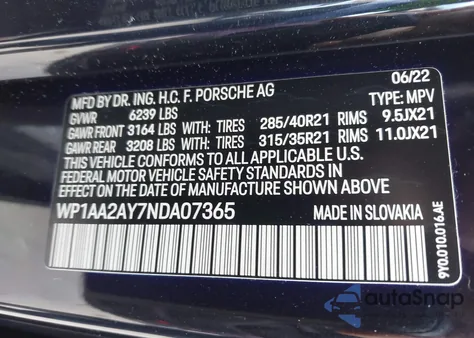 MFD BY DR. ING. H.C. F. PORSCHE AG 06/22
GVWR 6239 LBS TYPE: MPV
GAWR FRONT 3164 LBS WITH: TIRES 285/40R21 RIMS 9.5JX21
GAWR REAR 3208 LBS WITH: TIRES 315/35R21 RIMS 11.0JX21
THIS VEHICLE CONFORMS TO ALL APPLICABLE
FEDERAL MOTOR VEHICLE SAFETY STANDARDS IN
EFFECT ON THE DATE OF MANUFACTURE SHOWN ABOVE
WP1AA2AY7NDA07365 MADE IN SLOVAKIA
9Y0.010.016.AE
autoSnap